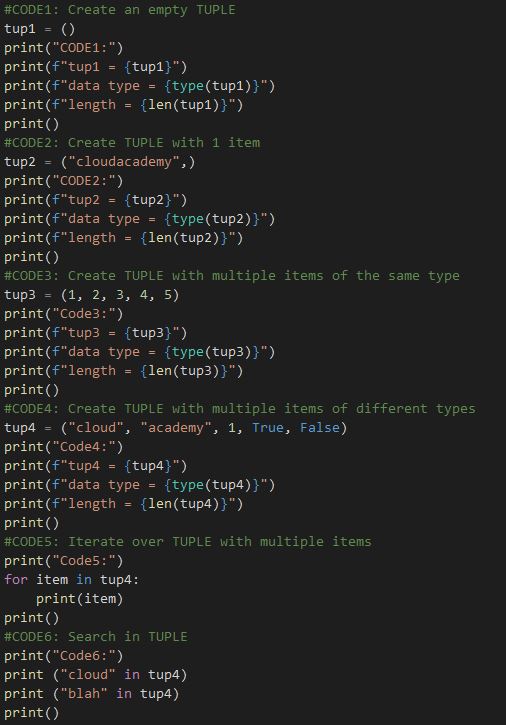 #CODE1: Create an empty TUPLE
tup1 = ()
print("CODE1:")
print(f"tup1 = {tup1}")
print(f"data type = {type(tup1)}")
print(f"length = {len(tup1)}")
print()
#CODE2: Create TUPLE with 1 item
tup2 = ("cloudacademy",)
print("CODE2:")
print(f"tup2 = {tup2}")
print(f"data type = {type(tup2)}")
print(f"length = {len(tup2)}")
print()
#CODE3: Create TUPLE with multiple items of the same type
tup3 = (1, 2, 3, 4, 5)
print("Code3:")
print(f"tup3 = {tup3}")
print(f"data type = {type(tup3)}")
print(f"length = {len(tup3)}")
print()
#CODE4: Create TUPLE with multiple items of different types
tup4 = ("cloud", "academy", 1, True, False)
print("Code4:")
print(f"tup4 = {tup4}")
print(f"data type = {type(tup4)}")
print(f"length = {len(tup4)}")
print()
#CODE5: Iterate over TUPLE with multiple items
print("Code5:")
for item in tup4:
    print(item)
print()
#CODE6: Search in TUPLE
print("Code6:")
print ("cloud" in tup4)
print ("blah" in tup4)
print()